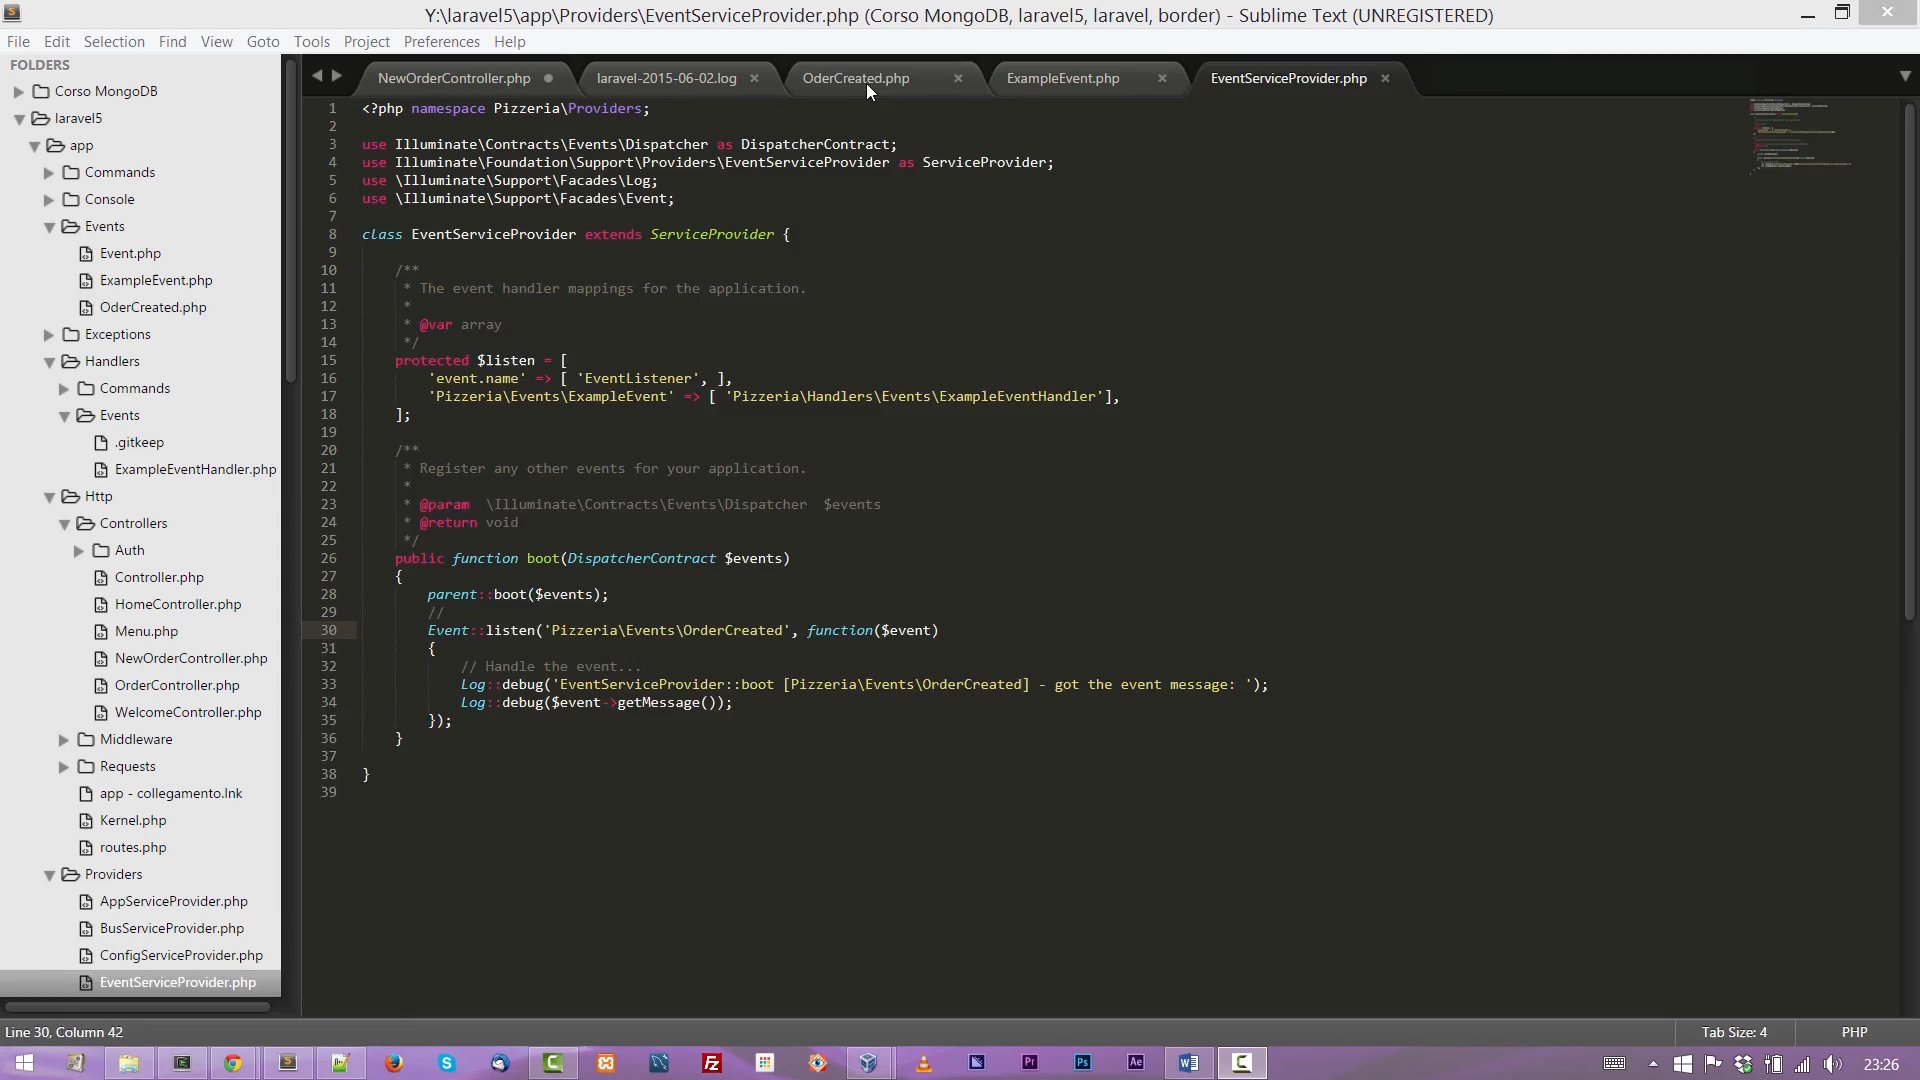 Y:\laravel5\app\Providers\EventServiceProvider.php (Corso MongoDB, laravel5, laravel, border) - Sublime Text (UNREGISTERED)
File Edit Selection Find View Goto Tools Project Preferences Help
FOLDERS
Corso MongoDB
laravel5
app
Commands
Console
Events
Event.php
ExampleEvent.php
OderCreated.php
Exceptions
Handlers
Commands
Events
.gitkeep
ExampleEventHandler.php
Http
Controllers
Auth
Controller.php
HomeController.php
Menu.php
NewOrderController.php
OrderController.php
WelcomeController.php
Middleware
Requests
app - collegamento.lnk
Kernel.php
routes.php
Providers
AppServiceProvider.php
BusServiceProvider.php
ConfigServiceProvider.php
EventServiceProvider.php
NewOrderController.php laravel-2015-06-02.log OderCreated.php ExampleEvent.php EventServiceProvider.php
1 <?php namespace Pizzeria\Providers;
2
3 use Illuminate\Contracts\Events\Dispatcher as DispatcherContract;
4 use Illuminate\Foundation\Support\Providers\EventServiceProvider as ServiceProvider;
5 use \Illuminate\Support\Facades\Log;
6 use \Illuminate\Support\Facades\Event;
7
8 class EventServiceProvider extends ServiceProvider {
9
10 /**
11 * The event handler mappings for the application.
12 *
13 * @var array
14 */
15 protected $listen = [
16 'event.name' => [ 'EventListener', ],
17 'Pizzeria\Events\ExampleEvent' => [ 'Pizzeria\Handlers\Events\ExampleEventHandler'],
18 ];
19
20 /**
21 * Register any other events for your application.
22 *
23 * @param \Illuminate\Contracts\Events\Dispatcher $events
24 * @return void
25 */
26 public function boot(DispatcherContract $events)
27 {
28 parent::boot($events);
29 //
30 Event::listen('Pizzeria\Events\OrderCreated', function($event)
31 {
32 // Handle the event...
33 Log::debug('EventServiceProvider::boot [Pizzeria\Events\OrderCreated] - got the event message: ');
34 Log::debug($event->getMessage());
35 });
36 }
37
38 }
39
Line 30, Column 42 Tab Size: 4 PHP
23:26